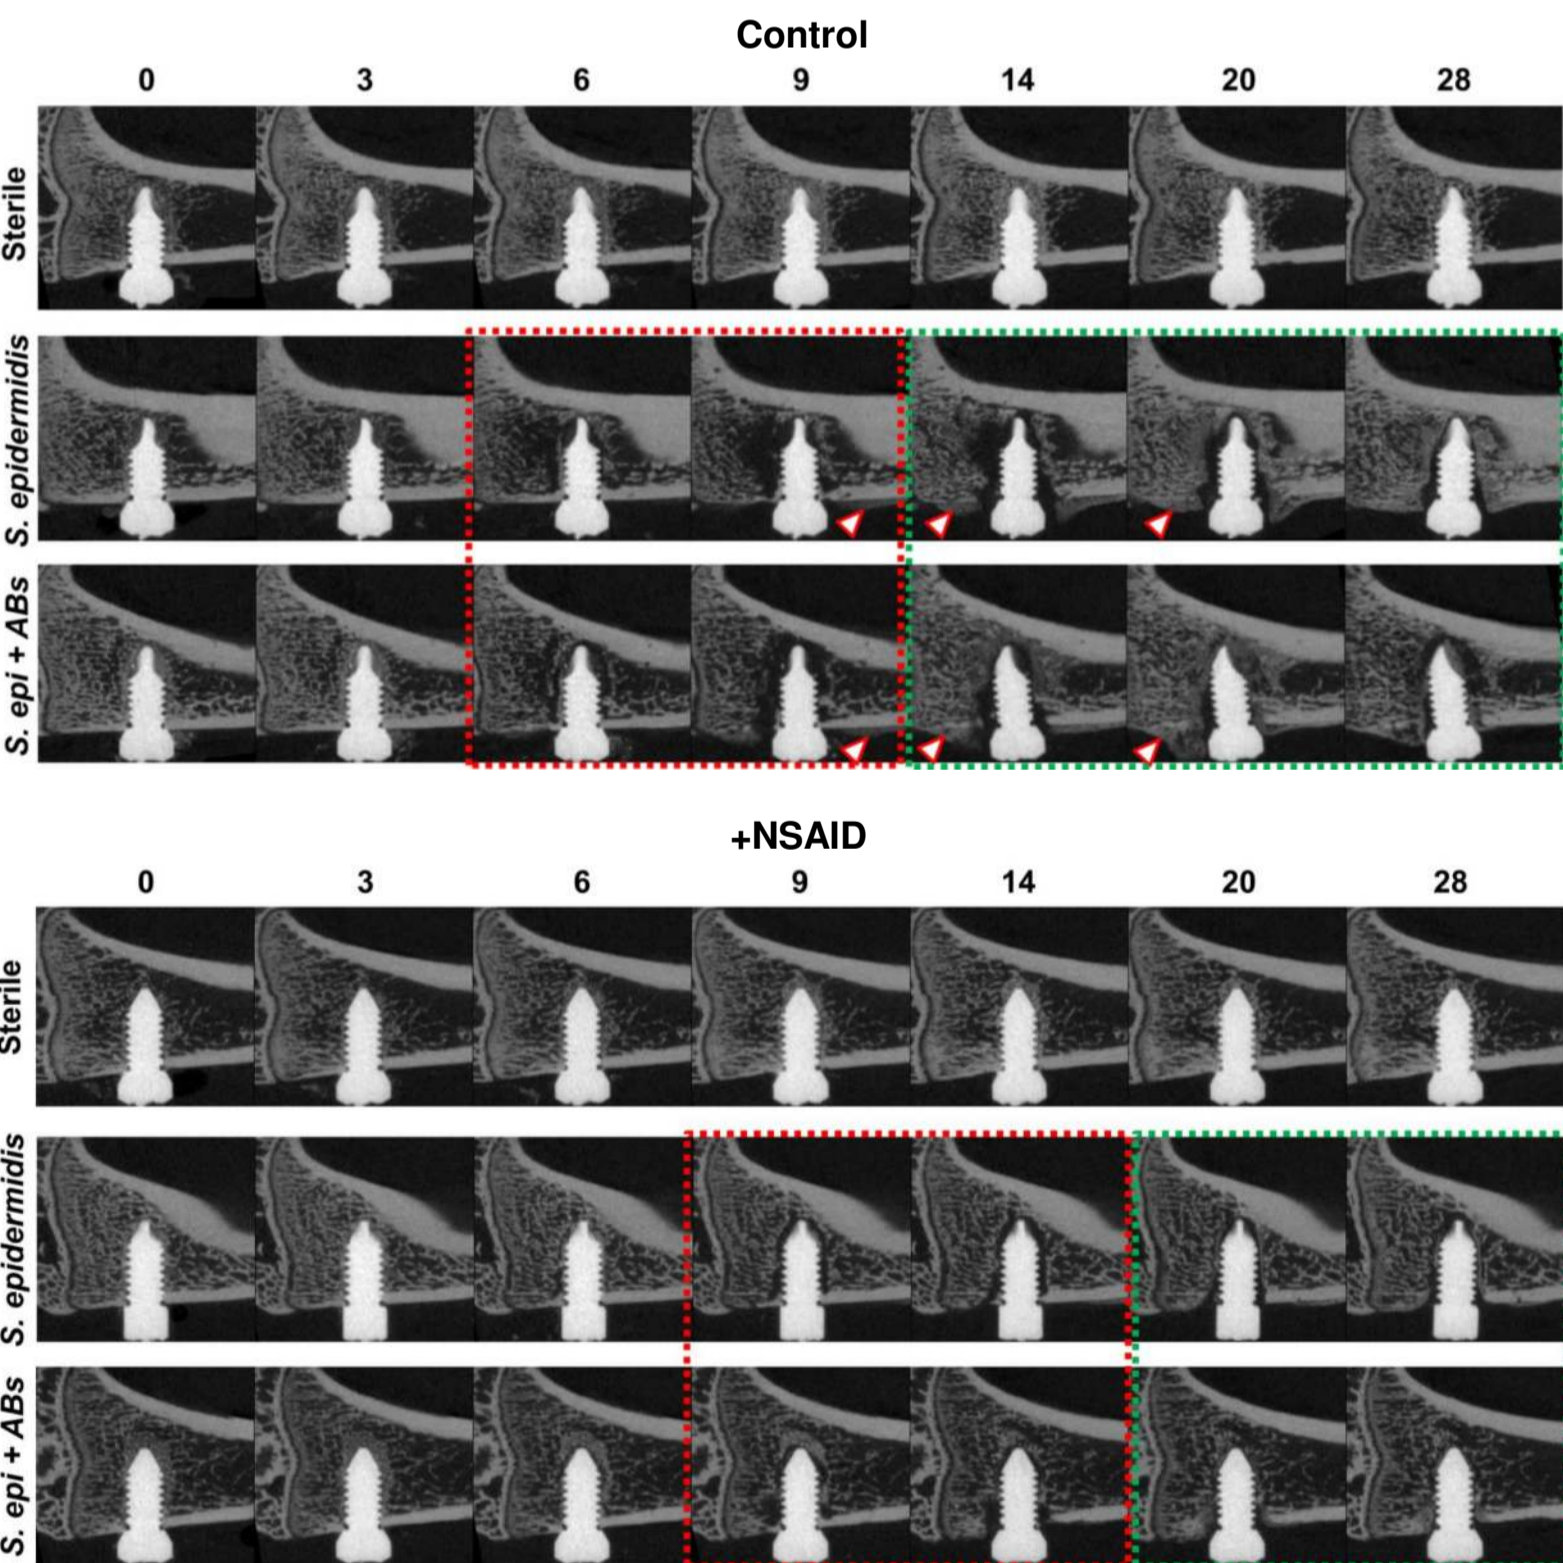 Control
0 3 6 9 14 20 28
Sterile
S. epidermidis
S. epi + ABs
+NSAID
0 3 6 9 14 20 28
Sterile
S. epidermidis
S. epi + ABs